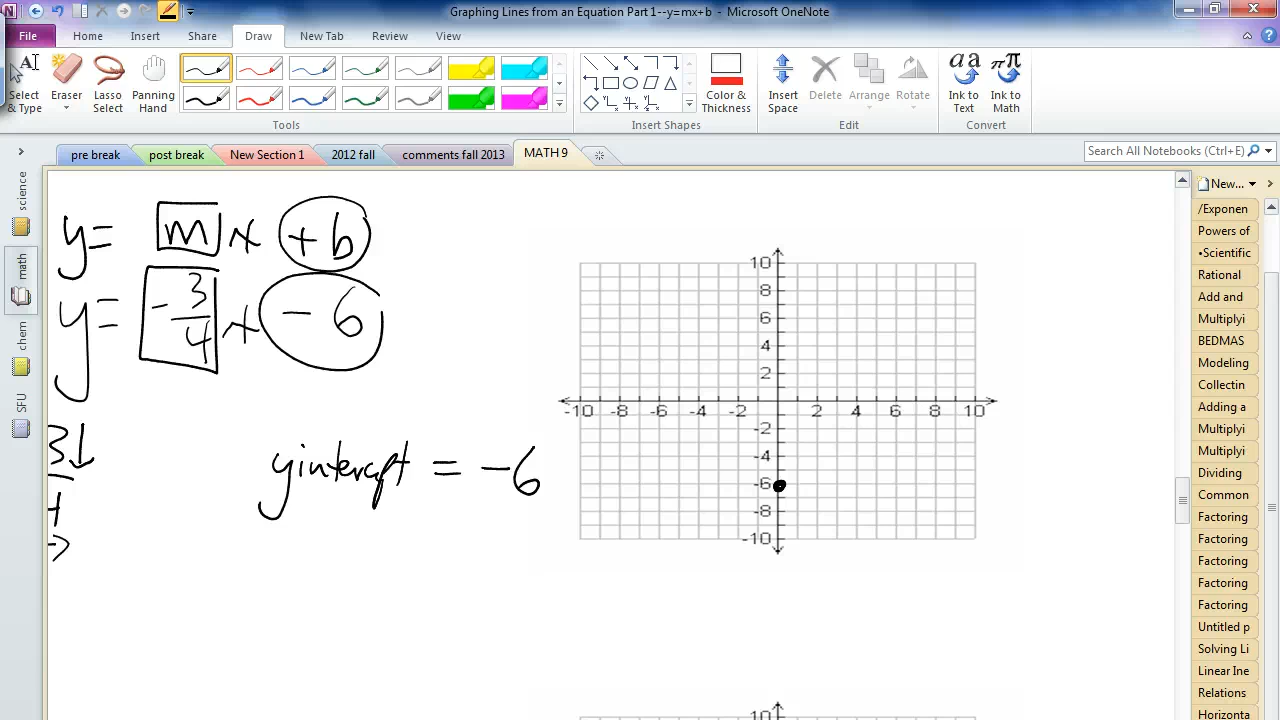 Graphing Lines from an Equation Part 1--y=mx+b - Microsoft OneNote
File Home Insert Share Draw New Tab Review View
Select & Type Eraser Lasso Select Panning Hand Color & Thickness Insert Space Delete Arrange Rotate Ink to Text Ink to Math
Tools Insert Shapes Edit Convert
pre break post break New Section 1 2012 fall comments fall 2013 MATH 9 Search All Notebooks (Ctrl+E)
New...
science
math
chem
SFU
y = m x + b
y = - 3/4 x - 6
3↓
→
y intercept = -6
10
8
6
4
2
-10 -8 -6 -4 -2 2 4 6 8 10
-2
-4
-6
-8
-10
10
/Exponen
Powers of
Scientific
Rational
Add and
Multiplyi
BEDMAS
Modeling
Collectin
Adding a
Multiplyi
Multiplyi
Dividing
Common
Factoring
Factoring
Factoring
Factoring
Factoring
Untitled p
Solving Li
Linear Ine
Relations
Horizonta